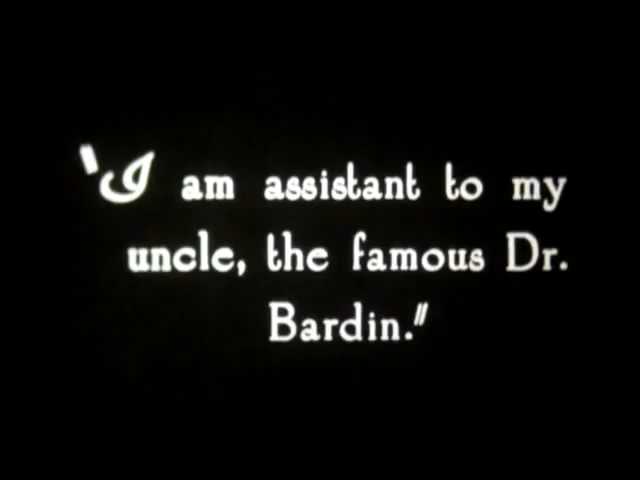 "I am assistant to my
uncle, the famous Dr.
Bardin."